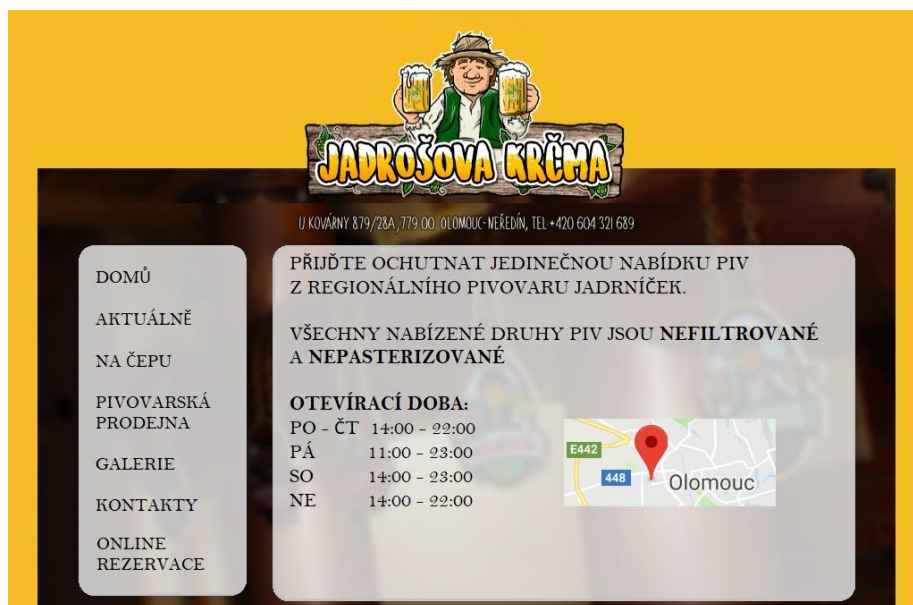 JADROŠOVA KRČMA
U KOVÁRNY 879/28A, 779 00 OLOMOUC-NEŘEDÍN, TEL:+420 604 321 689
DOMŮ
AKTUÁLNĚ
NA ČEPU
PIVOVARSKÁ
PRODEJNA
GALERIE
KONTAKTY
ONLINE
REZERVACE
PŘIJĎTE OCHUTNAT JEDINEČNOU NABÍDKU PIV
Z REGIONÁLNÍHO PIVOVARU JADRNÍČEK.
VŠECHNY NABÍZENÉ DRUHY PIV JSOU NEFILTROVANÉ
A NEPASTERIZOVANÉ
OTEVÍRACÍ DOBA:
PO - ČT 14:00 - 22:00
PÁ 11:00 - 23:00
SO 14:00 - 23:00
NE 14:00 - 22:00
E442
448
Olomouc